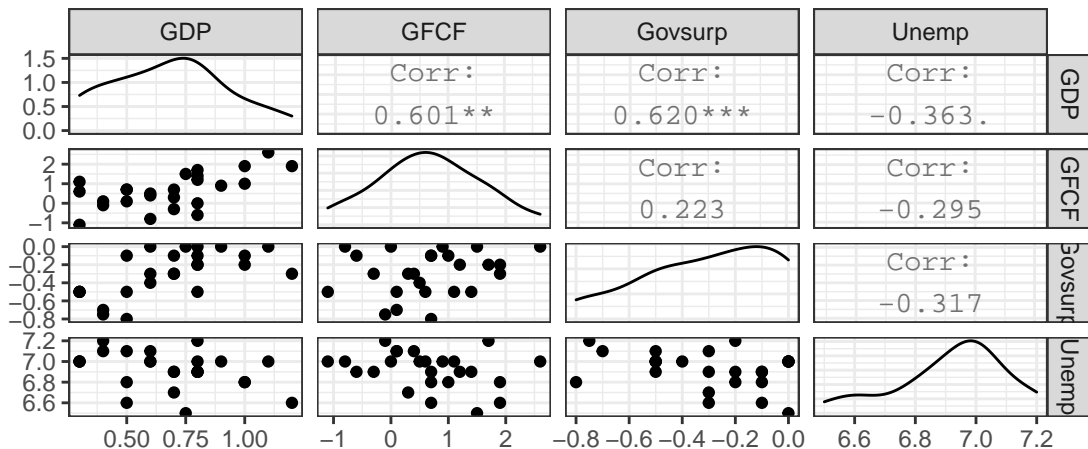 GDP GFCF Govsurp Unemp
1.5
1.0
0.5
0.0
Corr: Corr: Corr:
0.601** 0.620*** −0.363.
GDP
2
1
0
−1
Corr: Corr:
0.223 −0.295
GFCF
0.0
−0.2
−0.4
−0.6
−0.8
Corr:
−0.317
Govsurp
7.2
7.0
6.8
6.6
Unemp
0.50 0.75 1.00 −1 0 1 2 −0.8 −0.6 −0.4 −0.2 0.0 6.6 6.8 7.0 7.2